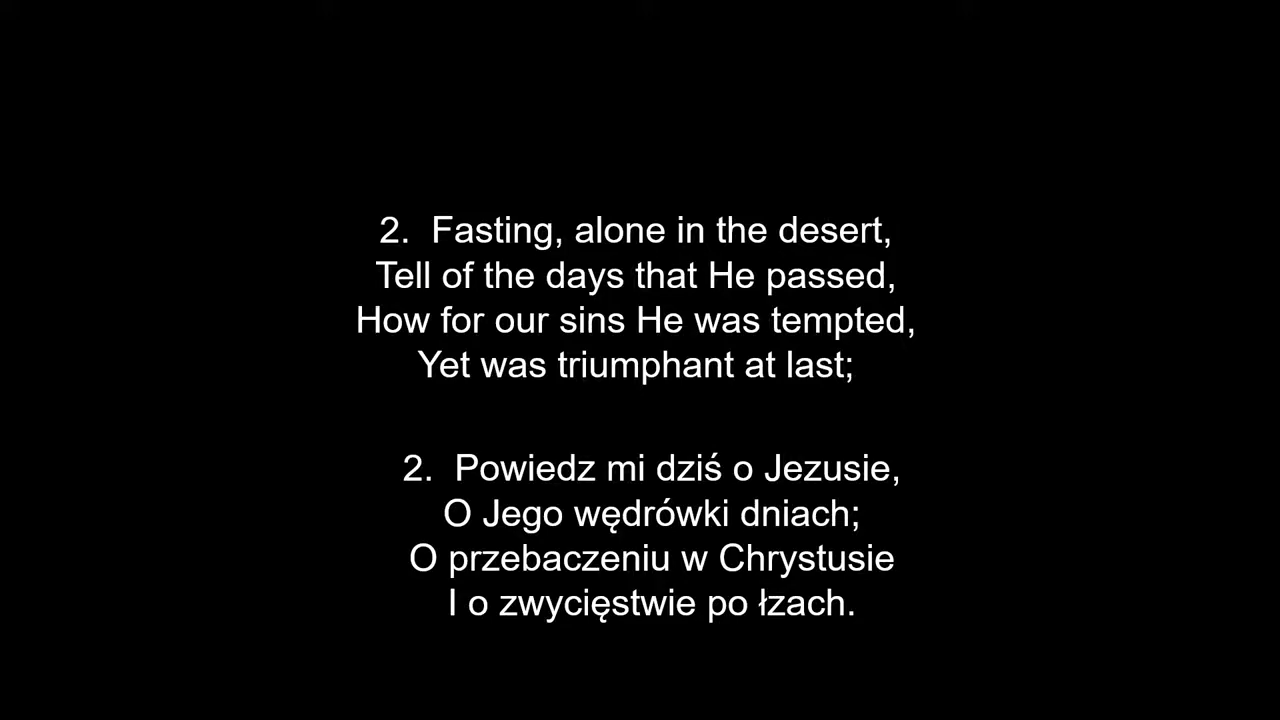 2. Fasting, alone in the desert,
Tell of the days that He passed,
How for our sins He was tempted,
Yet was triumphant at last;
2. Powiedz mi dziś o Jezusie,
O Jego wędrówki dniach;
O przebaczeniu w Chrystusie
I o zwycięstwie po łzach.